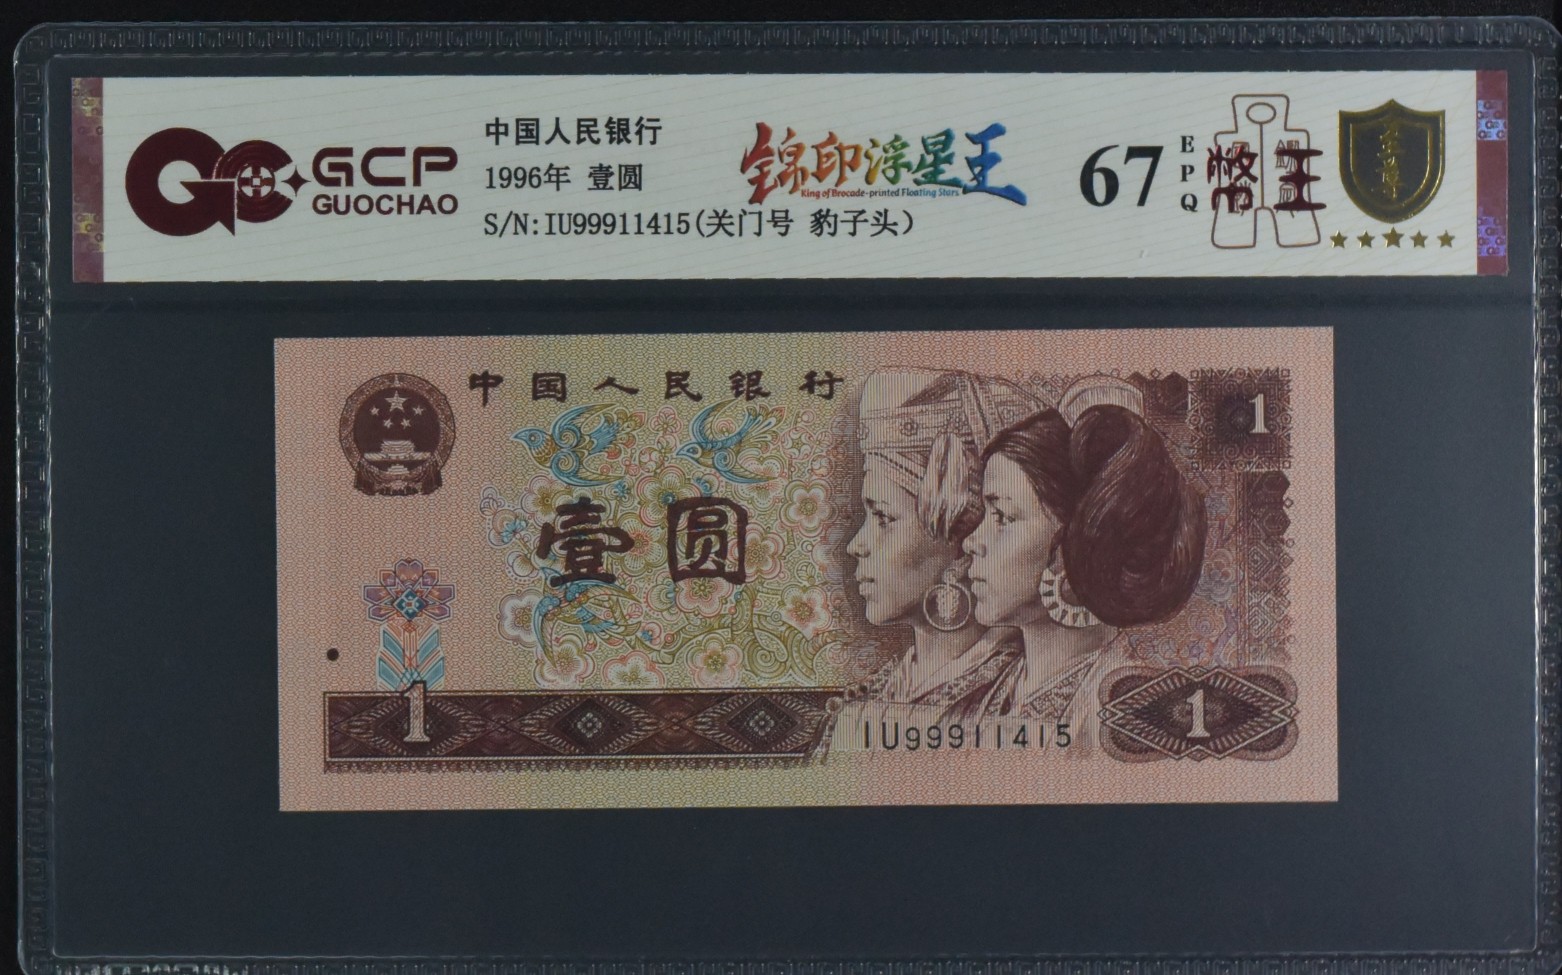 GCP
GUOCHAO
中国人民银行
1996年 壹圆
S/N:IU99911415(关门号 豹子头)
锦印浮星王
King of Brocade-printed Floating Stars
67
EPQ
中国人民银行
1
壹圆
1
IU99911415
1